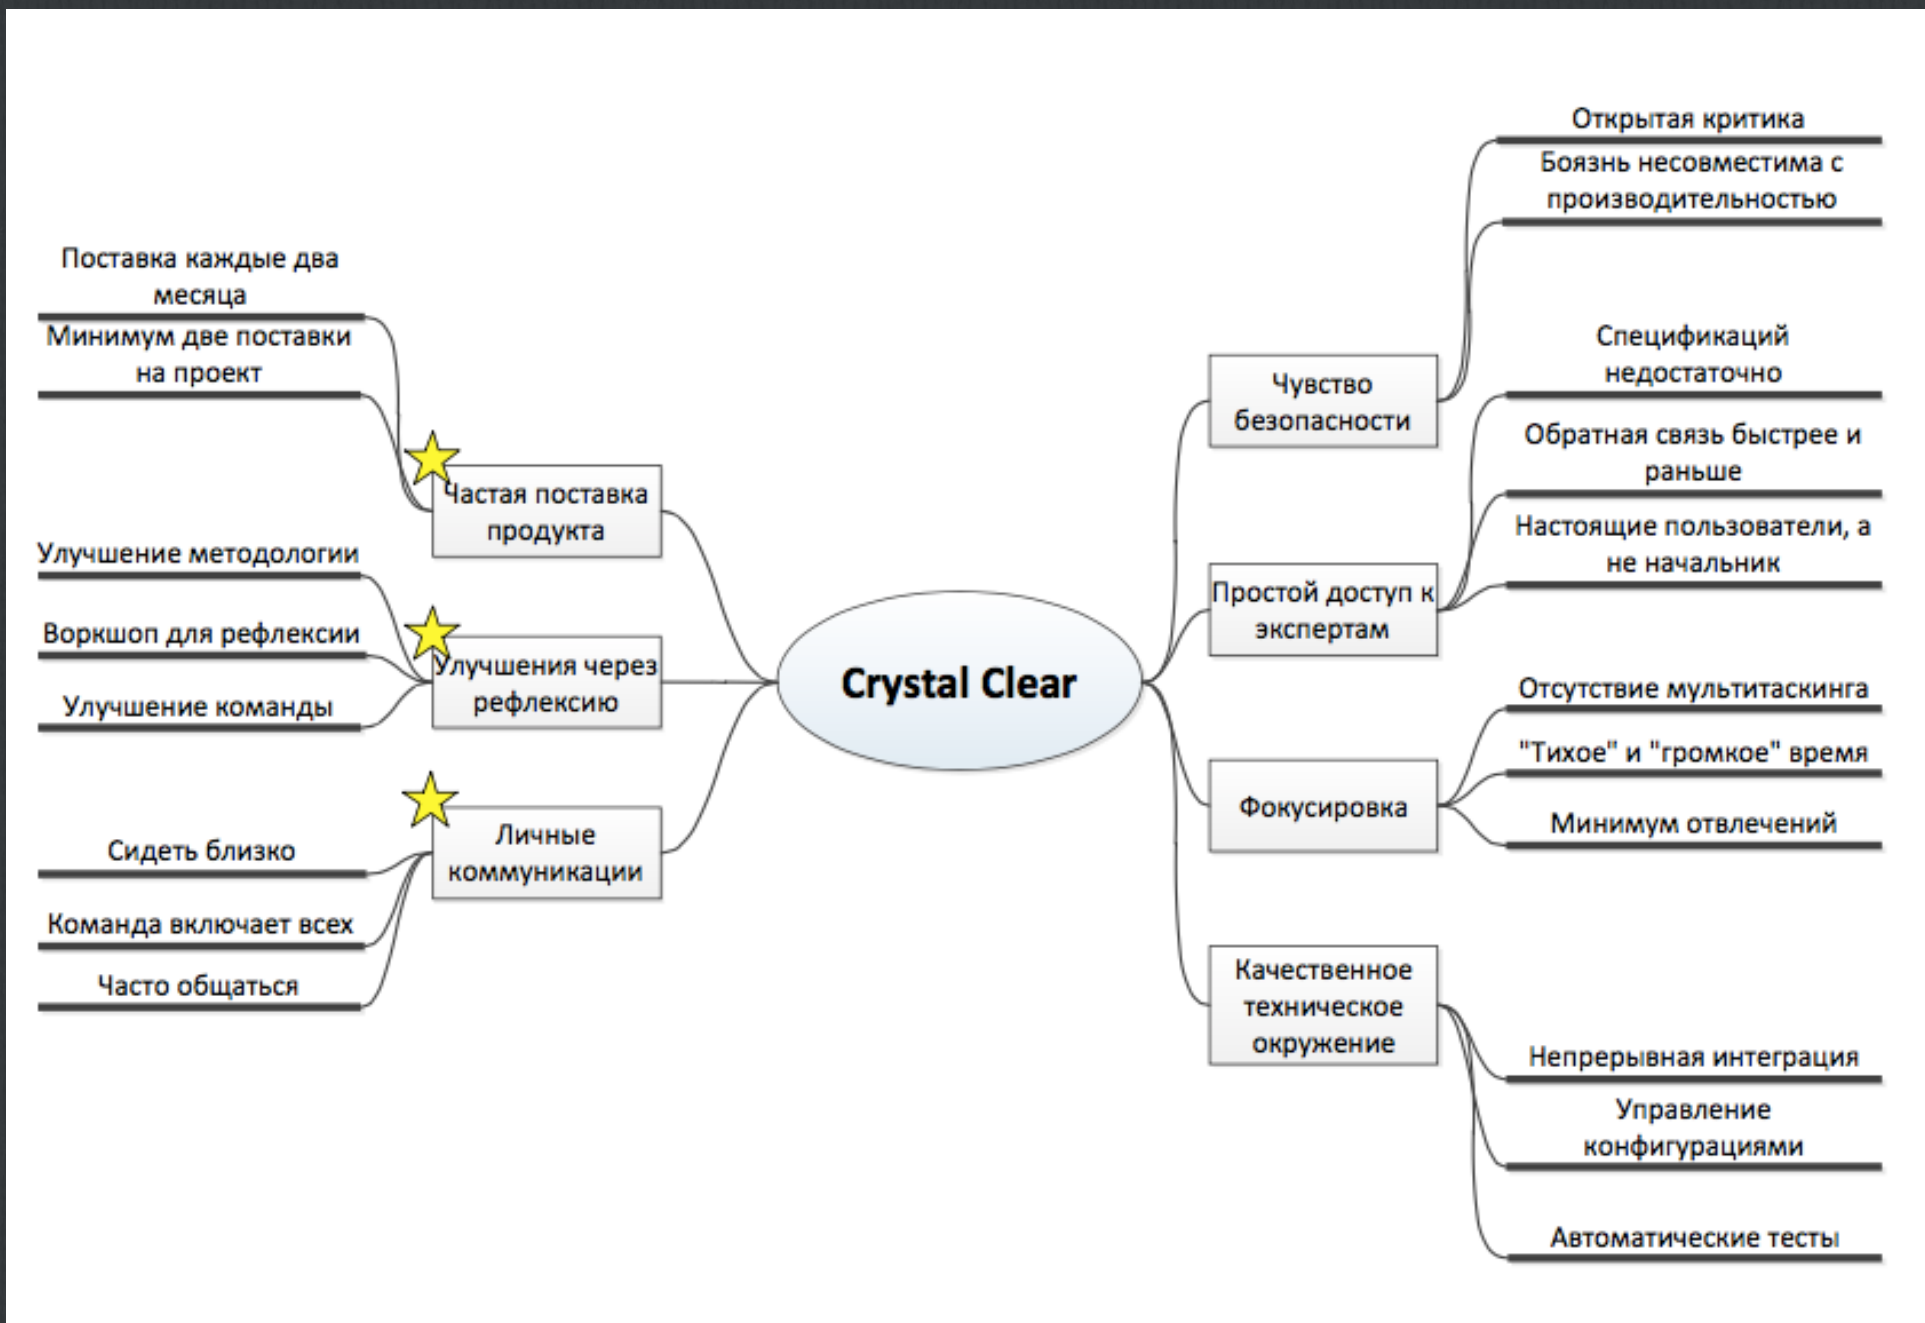 Поставка каждые два
месяца
Минимум две поставки
на проект
Частая поставка
продукта
Улучшение методологии
Воркшоп для рефлексии
Улучшение команды
Улучшения через
рефлексию
Личные
коммуникации
Сидеть близко
Команда включает всех
Часто общаться
Crystal Clear
Открытая критика
Боязнь несовместима с
производительностью
Чувство
безопасности
Спецификаций
недостаточно
Обратная связь быстрее и
раньше
Настоящие пользователи, а
не начальник
Простой доступ к
экспертам
Отсутствие мультитаскинга
"Тихое" и "громкое" время
Минимум отвлечений
Фокусировка
Качественное
техническое
окружение
Непрерывная интеграция
Управление
конфигурациями
Автоматические тесты